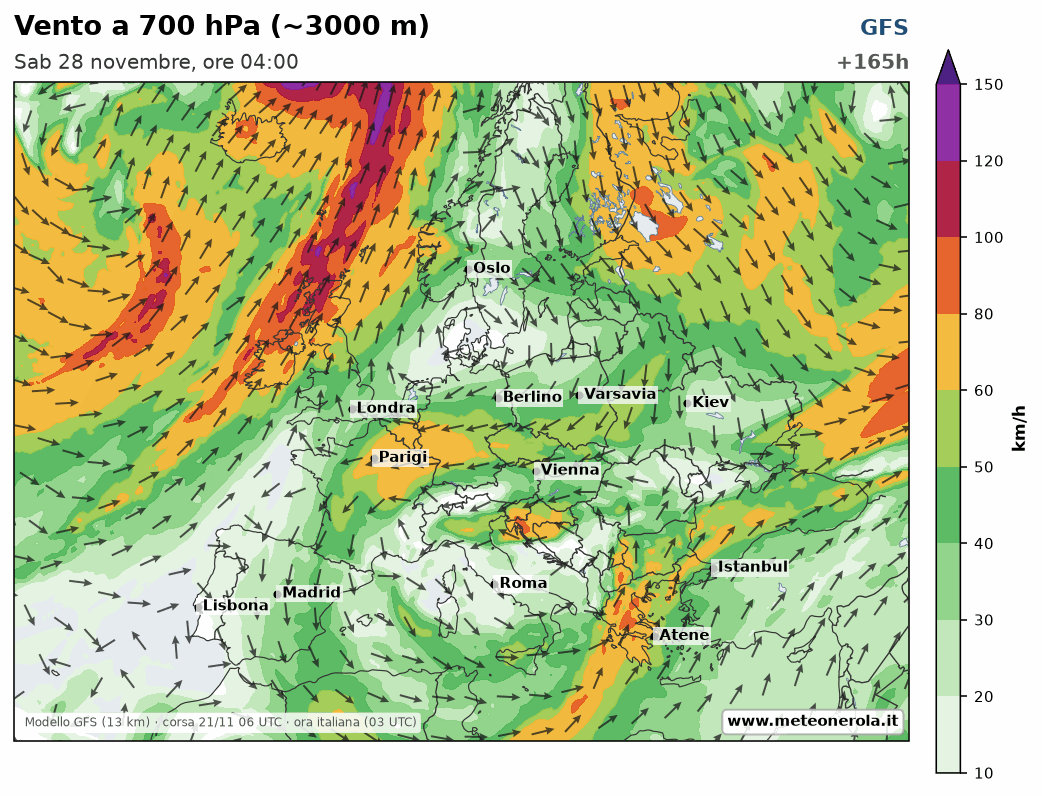 Vento a 700 hPa (~3000 m)
GFS
Sab 28 novembre, ore 04:00
+165h
150
120
100
80
60
50
40
30
20
10
km/h
Oslo
Londra
Berlino
Varsavia
Kiev
Parigi
Vienna
Istanbul
Roma
Madrid
Lisbona
Atene
Modello GFS (13 km) · corsa 21/11 06 UTC · ora italiana (03 UTC)
www.meteonerola.it